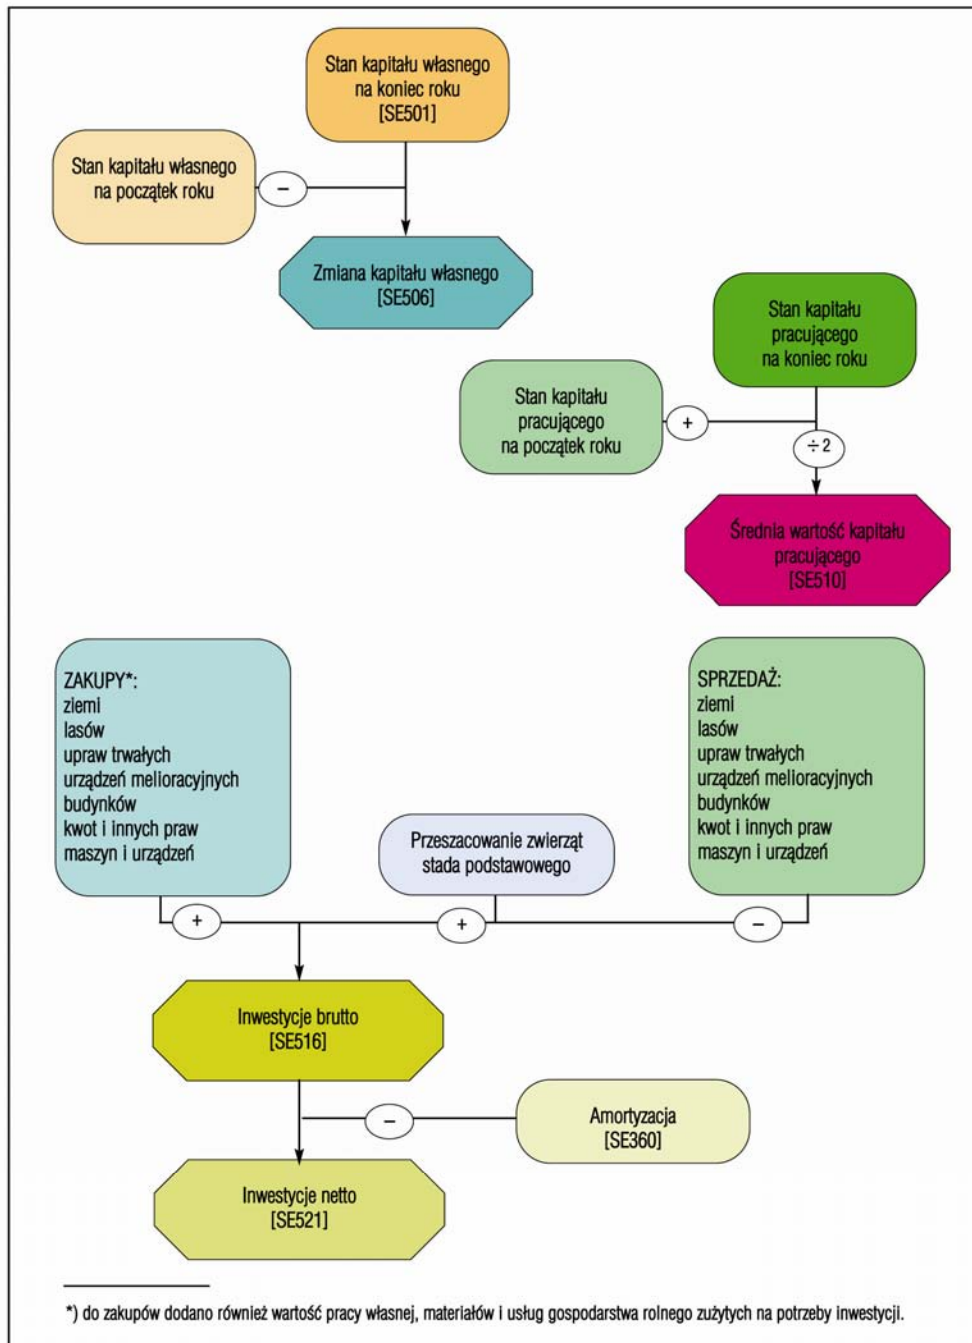 Stan kapitału własnego
na koniec roku
[SE501]
Stan kapitału własnego
na początek roku
−
Zmiana kapitału własnego
[SE506]
Stan kapitału
pracującego
na koniec roku
Stan kapitału
pracującego
na początek roku
+
÷ 2
Średnia wartość kapitału
pracującego
[SE510]
ZAKUPY*:
ziemi
lasów
upraw trwałych
urządzeń melioracyjnych
budynków
kwot i innych praw
maszyn i urządzeń
Przeszacowanie zwierząt
stada podstawowego
SPRZEDAŻ:
ziemi
lasów
upraw trwałych
urządzeń melioracyjnych
budynków
kwot i innych praw
maszyn i urządzeń
+
+
−
Inwestycje brutto
[SE516]
−
Amortyzacja
[SE360]
Inwestycje netto
[SE521]
*) do zakupów dodano również wartość pracy własnej, materiałów i usług gospodarstwa rolnego zużytych na potrzeby inwestycji.